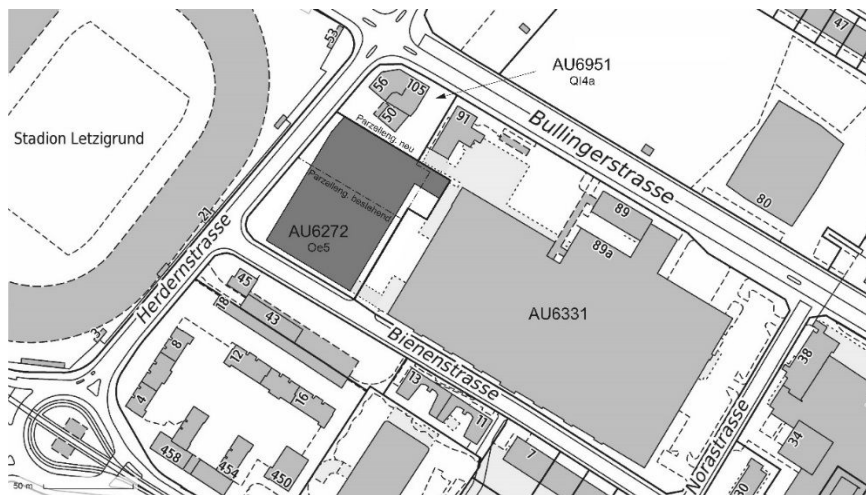 53
47
AU6951
QI4a
56
105
50
91
Parzelleng. neu
Bullingerstrasse
Stadion Letzigrund
Parzelleng. bestehend
80
21
89
AU6272
Oe5
89a
Herdernstrasse
45
AU6331
18
43
3
Bienenstrasse
8
12
38
13
16
4
11
Norastrasse
34
458
454
450
7
30
50 m